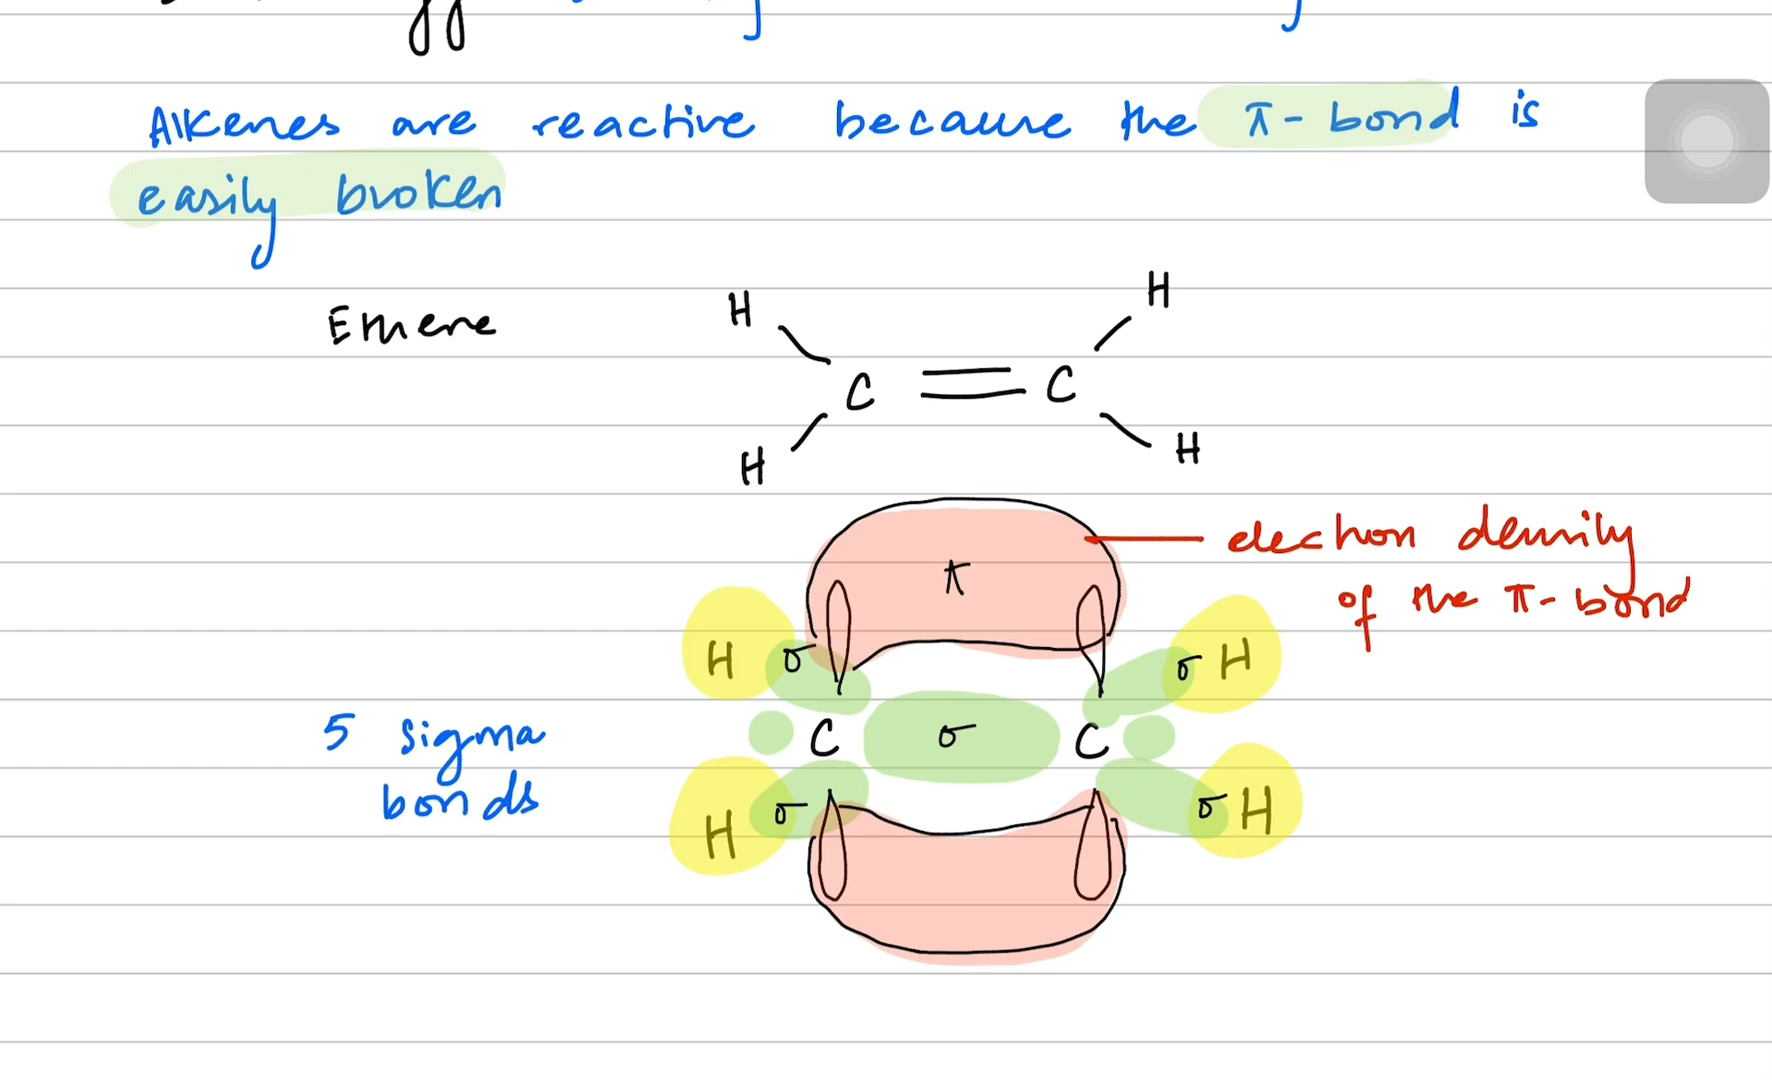 Alkenes are reactive because the π-bond is
easily broken
Ethene
H H
C C
H H
π
electron density
of the π-bond
H σ σ H
5 sigma
C σ C
bonds
H σ σ H